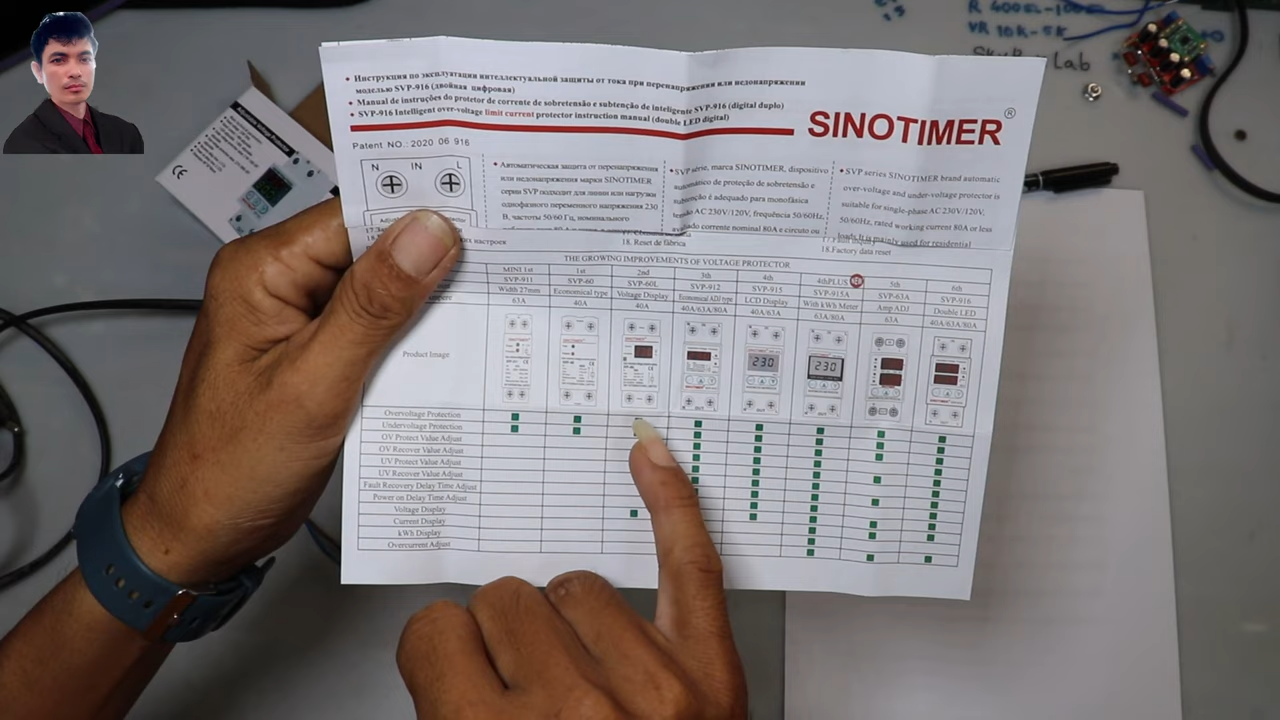 R 400Ω-100Ω
VR 10K-5K
Lab
• Инструкция по эксплуатации интеллектуальной защиты от тока при перенапряжении или недонапряжении
моделью SVP-916 (двойная цифровая)
• Manual de instruções do protetor de corrente de sobretensão e subtenção de inteligente SVP-916 (digital duplo)
• SVP-916 Intelligent over-voltage limit current protector instruction manual (double LED digital)
SINOTIMER®
Patent NO.: 2020 06 916
N IN L
• Автоматическая защита от перенапряжения
или недонапряжения марки SINOTIMER
серии SVP подходит для линии или нагрузки
однофазного переменного напряжения 230
В, частоты 50/60 Гц, номинального
• SVP série, marca SINOTIMER, dispositivo
automático de proteção de sobretensão e
subtenção é adequado para monofásica
tensão AC 230V/120V, frequência 50/60Hz,
corrente nominal 80A e circuito ou
• SVP series SINOTIMER brand automatic
over-voltage and under-voltage protector is
suitable for single-phase AC 230V/120V,
50/60Hz, rated working current 80A or less
loads.It is mainly used for residential
настроек
18. Reset de fábrica
18.Factory data reset
THE GROWING IMPROVEMENTS OF VOLTAGE PROTECTOR
MINI 1st 1st 2nd 3th 4th 4thPLUS 5th 6th
SVP-911 SVP-60 SVP-60L SVP-912 SVP-915 SVP-915A SVP-63A SVP-916
Width 27mm Economical type Voltage Display Economical ADJ type LCD Display With kWh Meter Amp ADJ Double LED
63A 40A 40A 40A/63A/80A 40A/63A 63A/80A 63A 40A/63A/80A
Product Image
230 230
Overvoltage Protection
Undervoltage Protection
OV Protect Value Adjust
OV Recover Value Adjust
UV Protect Value Adjust
UV Recover Value Adjust
Fault Recovery Delay Time Adjust
Power on Delay Time Adjust
Voltage Display
Current Display
kWh Display
Overcurrent Adjust
CE